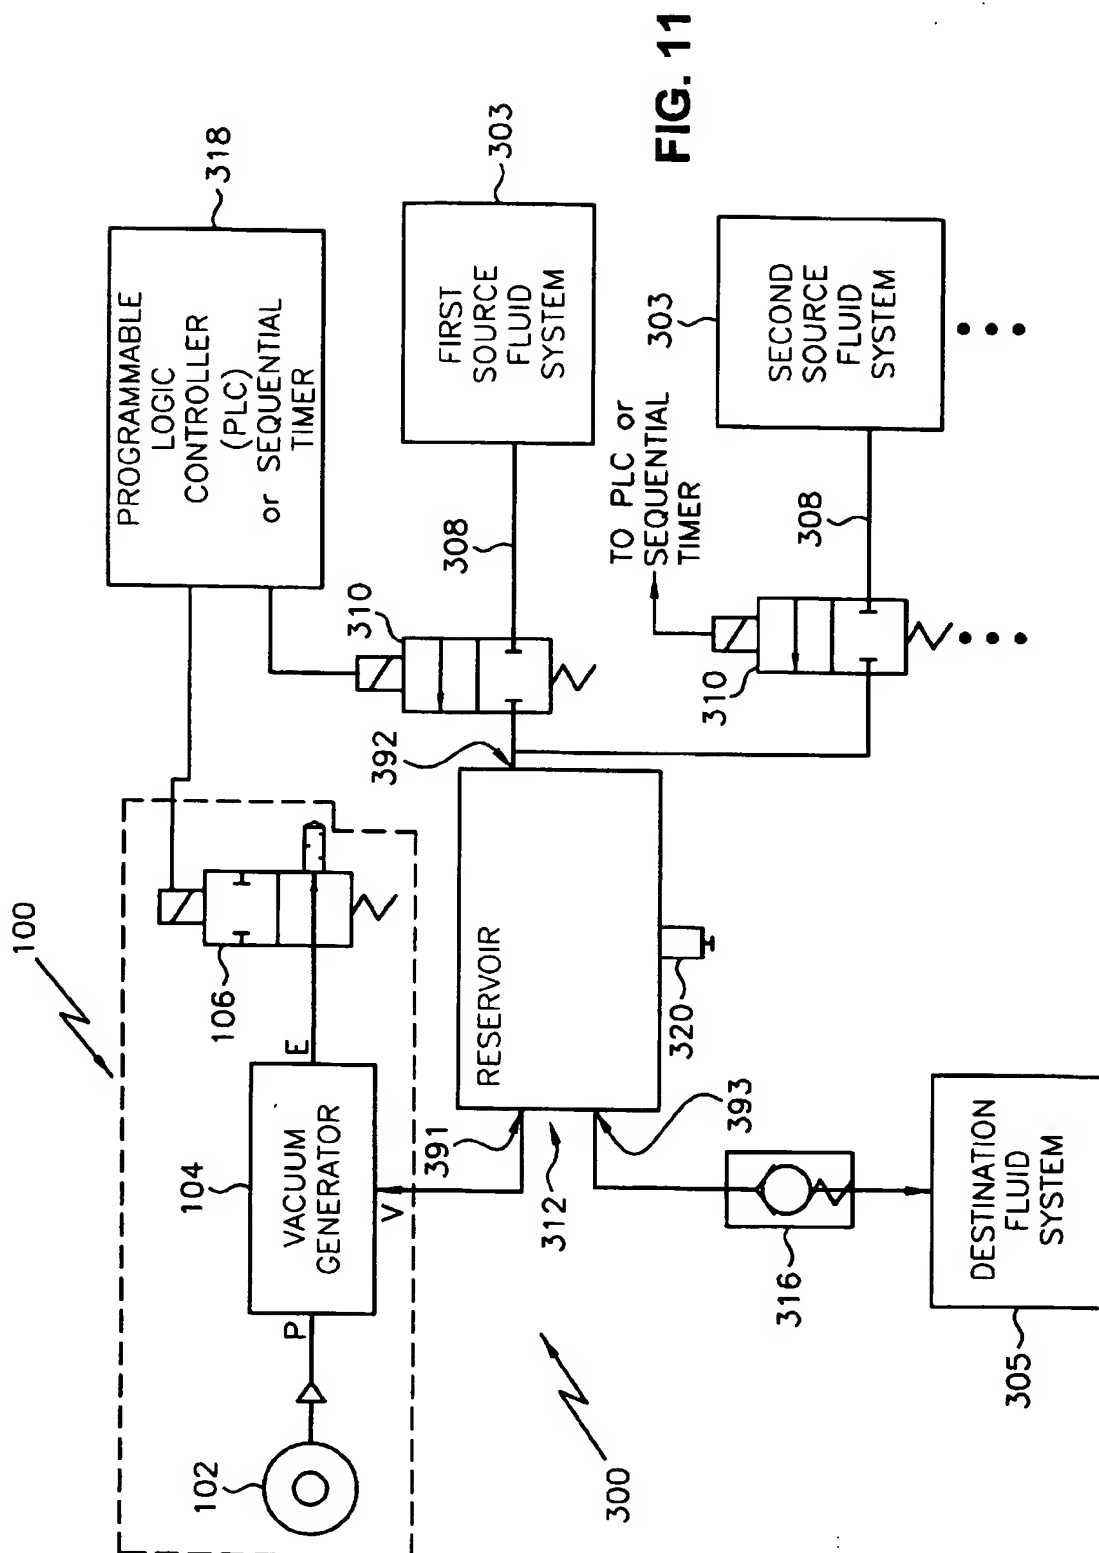 FIG. 11
100
102
P
104
VACUUM
GENERATOR
E
V
106
318
PROGRAMMABLE
LOGIC
CONTROLLER
(PLC)
or SEQUENTIAL
TIMER
303
FIRST
SOURCE
FLUID
SYSTEM
308
310
392
391
312
393
RESERVOIR
320
TO PLC or
SEQUENTIAL
TIMER
303
SECOND
SOURCE
FLUID
SYSTEM
308
310
316
300
305
DESTINATION
FLUID
SYSTEM